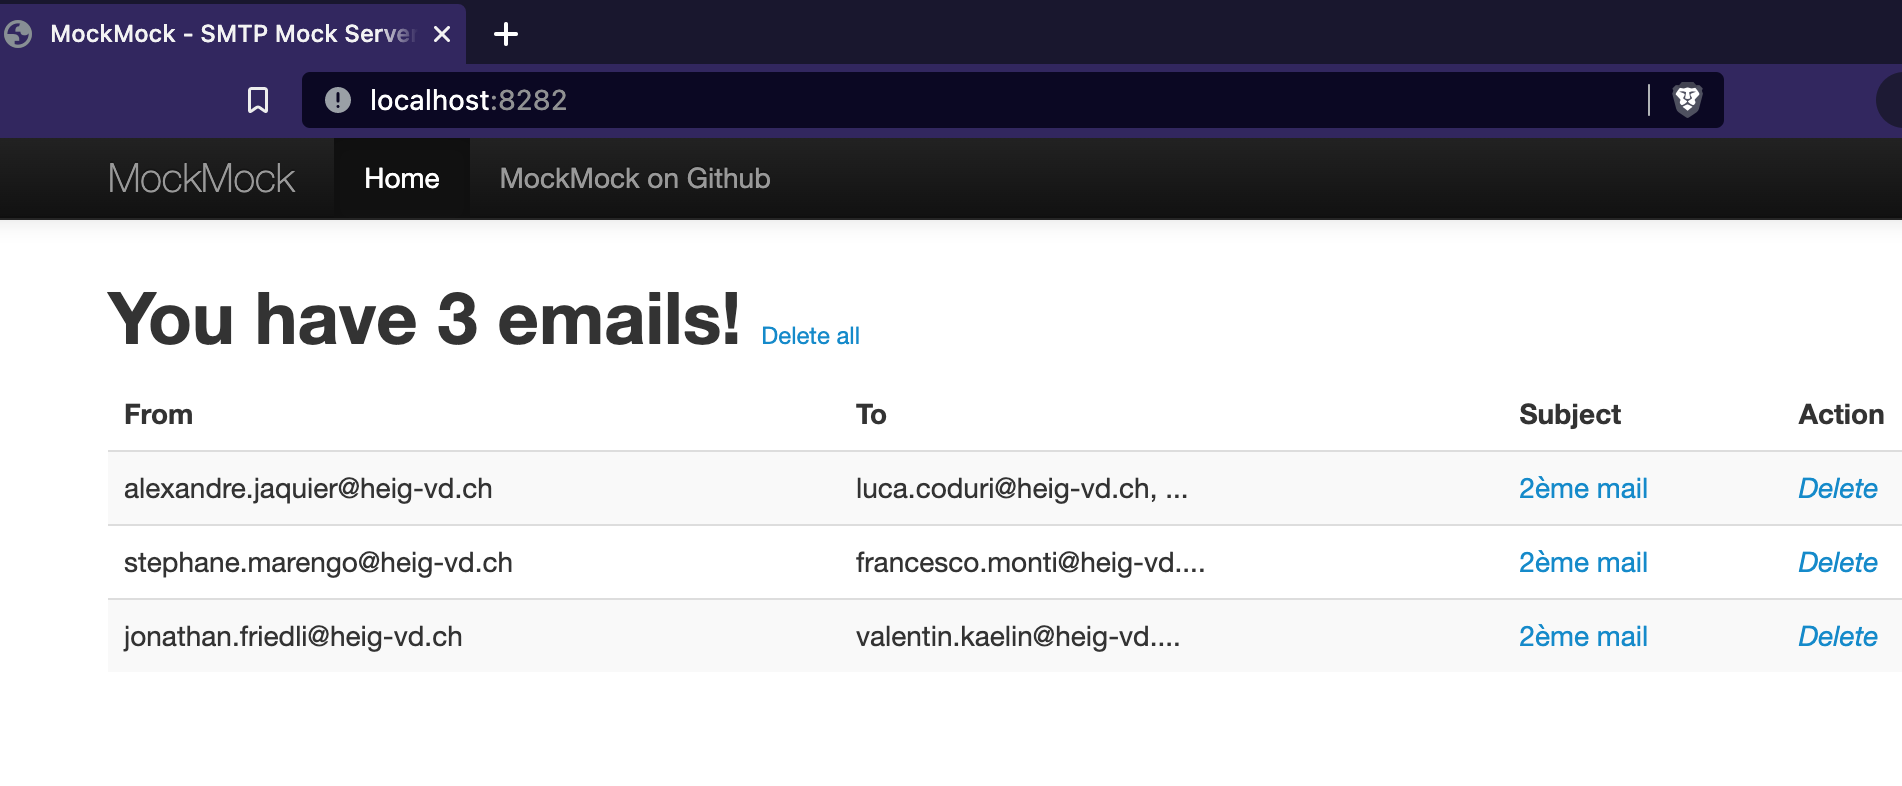 MockMock - SMTP Mock Server
localhost:8282
MockMock Home MockMock on Github
You have 3 emails! Delete all
From To Subject Action
alexandre.jaquier@heig-vd.ch luca.coduri@heig-vd.ch, ... 2ème mail Delete
stephane.marengo@heig-vd.ch francesco.monti@heig-vd.... 2ème mail Delete
jonathan.friedli@heig-vd.ch valentin.kaelin@heig-vd.... 2ème mail Delete